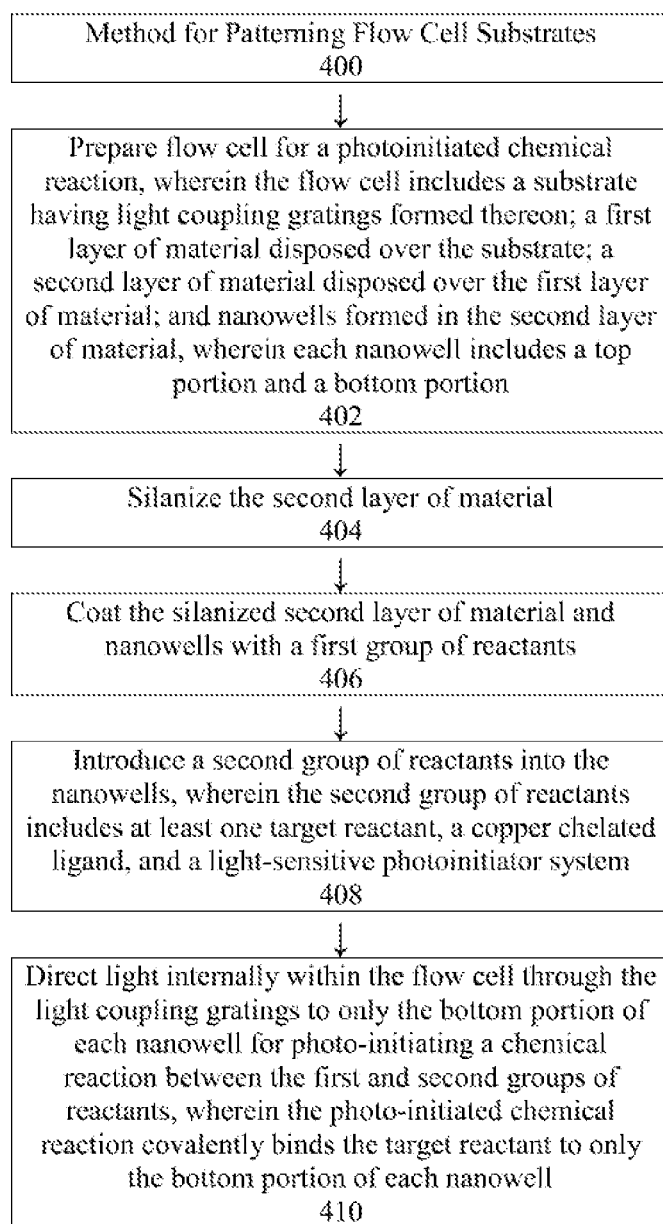 Method for Patterning Flow Cell Substrates
400
Prepare flow cell for a photoinitiated chemical
reaction, wherein the flow cell includes a substrate
having light coupling gratings formed thereon; a first
layer of material disposed over the substrate; a
second layer of material disposed over the first layer
of material; and nanowells formed in the second layer
of material, wherein each nanowell includes a top
portion and a bottom portion
402
Silanize the second layer of material
404
Coat the silanized second layer of material and
nanowells with a first group of reactants
406
Introduce a second group of reactants into the
nanowells, wherein the second group of reactants
includes at least one target reactant, a copper chelated
ligand, and a light-sensitive photoinitiator system
408
Direct light internally within the flow cell through the
light coupling gratings to only the bottom portion of
each nanowell for photo-initiating a chemical
reaction between the first and second groups of
reactants, wherein the photo-initiated chemical
reaction covalently binds the target reactant to only
the bottom portion of each nanowell
410